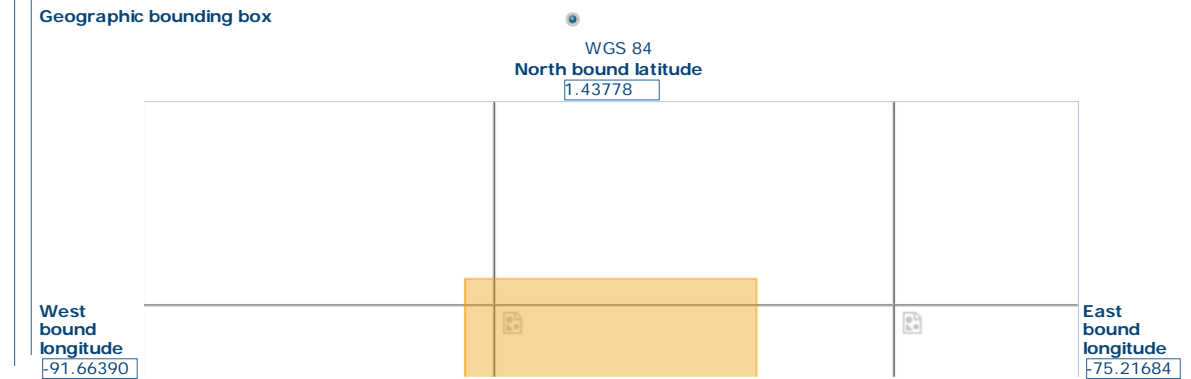 Geographic bounding box
WGS 84
North bound latitude
1.43778
West
bound
longitude
-91.66390
East
bound
longitude
-75.21684